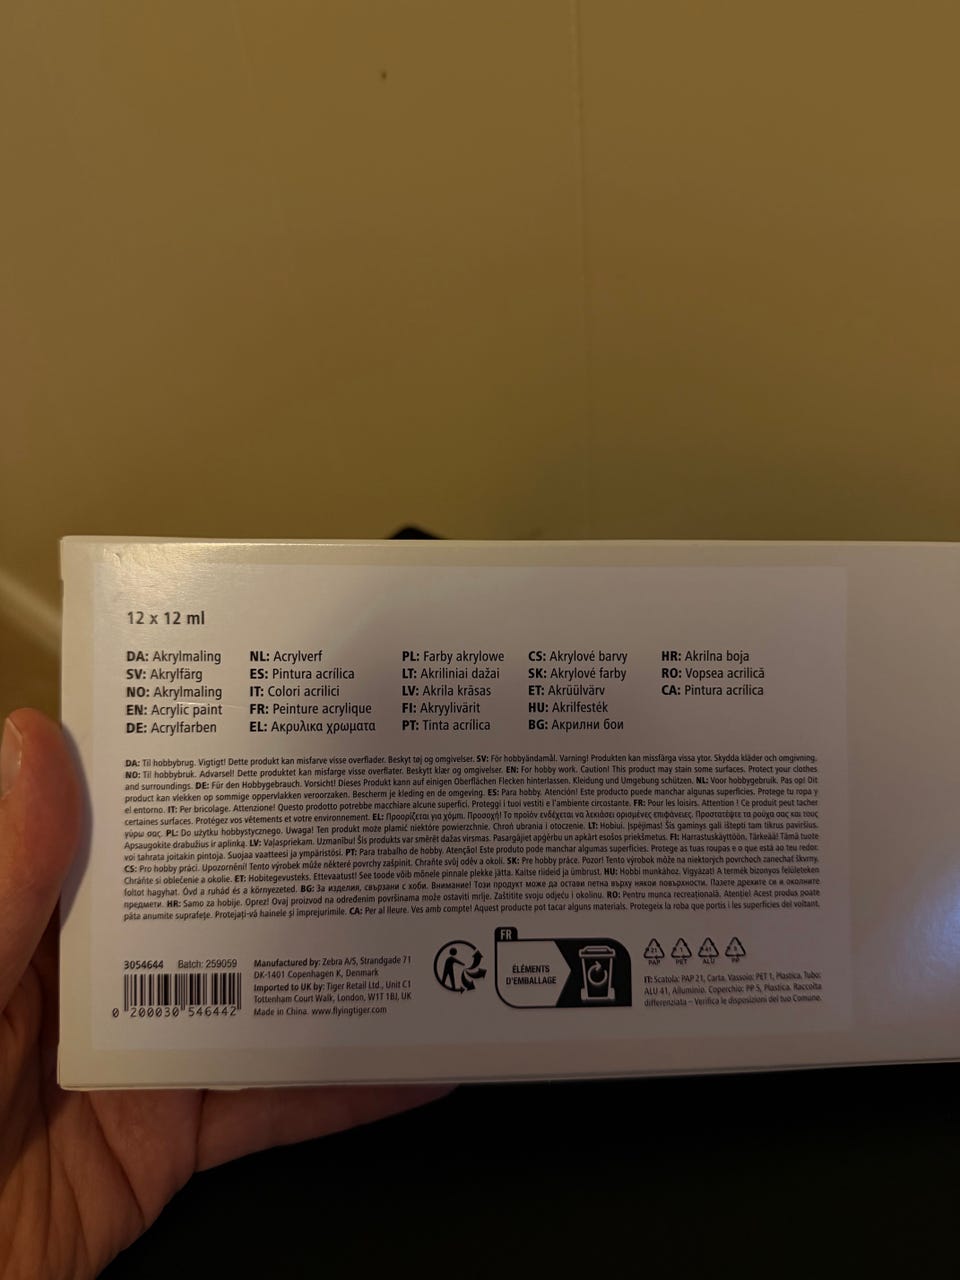 12 x 12 ml
DA: Akrylmaling
SV: Akrylfärg
NO: Akrylmaling
EN: Acrylic paint
DE: Acrylfarben
NL: Acrylverf
ES: Pintura acrílica
IT: Colori acrilici
FR: Peinture acrylique
EL: Ακρυλικα χρωματα
PL: Farby akrylowe
LT: Akriliniai dažai
LV: Akrila krāsas
FI: Akryylivärit
PT: Tinta acrílica
CS: Akrylové barvy
SK: Akrylové farby
ET: Akrüülvärv
HU: Akrilfesték
BG: Акрилни бои
HR: Akrilna boja
RO: Vopsea acrilică
CA: Pintura acrílica
DA: Til hobbybrug. Vigtigt! Dette produkt kan misfarve visse overflader. Beskyt tøj og omgivelser. SV: För hobbyändamål. Varning! Produkten kan missfärga vissa ytor. Skydda kläder och omgivning.
NO: Til hobbybruk. Advarsel! Dette produktet kan misfarge visse overflater. Beskytt klær og omgivelser. EN: For hobby work. Caution! This product may stain some surfaces. Protect your clothes
and surroundings. DE: Für den Hobbygebrauch. Vorsicht! Dieses Produkt kann auf einigen Oberflächen Flecken hinterlassen. Kleidung und Umgebung schützen. NL: Voor hobbygebruik. Pas op! Dit
product kan vlekken op sommige oppervlakken veroorzaken. Bescherm je kleding en de omgeving. ES: Para hobby. Atención! Este producto puede manchar algunas superficies. Protege tu ropa y
el entorno. IT: Per bricolage. Attenzione! Questo prodotto potrebbe macchiare alcune superfici. Proteggi i tuoi vestiti e l'ambiente circostante. FR: Pour les loisirs. Attention ! Ce produit peut tacher
certaines surfaces. Protégez vos vêtements et votre environnement. EL: Προορίζεται για χόμπι. Προσοχή! Το προϊόν ενδέχεται να λεκιάσει ορισμένες επιφάνειες. Προστατέψτε τα ρούχα σας και τους
γύρω σας. PL: Do użytku hobbystycznego. Uwaga! Ten produkt może plamić niektóre powierzchnie. Chroń ubrania i otoczenie. LT: Hobiui. Įspėjimas! Šis gaminys gali ištepti tam tikrus paviršius.
Apsaugokite drabužius ir aplinką. LV: Vaļaspriekam. Uzmanību! Šis produkts var smērēt dažas virsmas. Pasargājiet apģērbu un apkārt esošos priekšmetus. FI: Harrastuskäyttöön. Tärkeää! Tämä tuote
voi tahrata joitakin pintoja. Suojaa vaatteesi ja ympäristösi. PT: Para trabalho de hobby. Atenção! Este produto pode manchar algumas superfícies. Protege as tuas roupas e o que está ao teu redor.
CS: Pro hobby práci. Upozornění! Tento výrobek může některé povrchy zašpinit. Chraňte svůj oděv a okolí. SK: Pre hobby práce. Pozor! Tento výrobok môže na niektorých povrchoch zanechať škvrny.
Chráňte si oblečenie a okolie. ET: Hobitegevusteks. Ettevaatust! See toode võib mõnele pinnale plekke jätta. Kaitse riideid ja ümbrust. HU: Hobbi munkához. Vigyázat! A termék bizonyos felületeken
foltot hagyhat. Óvd a ruhád és a környezeted. BG: За изделия, свързани с хоби. Внимание! Този продукт може да остави петна върху някои повърхности. Пазете дрехите си и околните
предмети. HR: Samo za hobije. Oprez! Ovaj proizvod na određenim površinama može ostaviti mrlje. Zaštitite svoju odjeću i okolinu. RO: Pentru munca recreațională. Atenție! Acest produs poate
păta anumite suprafețe. Protejați-vă hainele și împrejurimile. CA: Per al lleure. Ves amb compte! Aquest producte pot tacar alguns materials. Protegeix la roba que portis i les superfícies del voltant.
3054644 Batch: 259059
0 200030 546442
Manufactured by: Zebra A/S, Strandgade 71
DK-1401 Copenhagen K, Denmark
Imported to UK by: Tiger Retail Ltd., Unit C1
Tottenham Court Walk, London, W1T 1BJ, UK
Made in China. www.flyingtiger.com
FR
ÉLÉMENTS
D'EMBALLAGE
21 1 41 5
PAP PET ALU PP
IT: Scatola: PAP 21, Carta. Vassoio: PET 1, Plastica. Tubo:
ALU 41, Alluminio. Coperchio: PP 5, Plastica. Raccolta
differenziata – Verifica le disposizioni del tuo Comune.